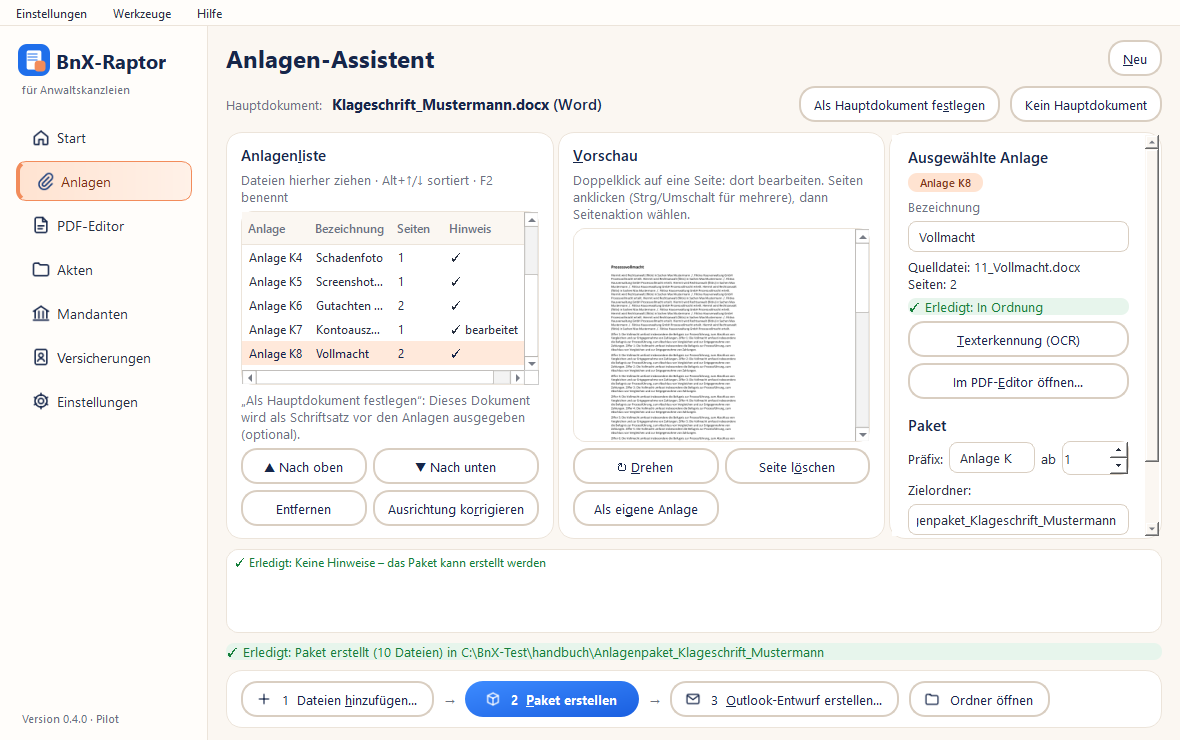 Einstellungen Werkzeuge Hilfe
BnX-Raptor
für Anwaltskanzleien
Start
Anlagen
PDF-Editor
Akten
Mandanten
Versicherungen
Einstellungen
Version 0.4.0 · Pilot
Anlagen-Assistent
Neu
Hauptdokument: Klageschrift_Mustermann.docx (Word)
Als Hauptdokument festlegen
Kein Hauptdokument
Anlagenliste
Dateien hierher ziehen · Alt+↑/↓ sortiert · F2
benennt
Anlage Bezeichnung Seiten Hinweis
Anlage K4 Schadenfoto 1 ✓
Anlage K5 Screenshot... 1 ✓
Anlage K6 Gutachten ... 2 ✓
Anlage K7 Kontoausz... 1 ✓ bearbeitet
Anlage K8 Vollmacht 2 ✓
„Als Hauptdokument festlegen“: Dieses Dokument
wird als Schriftsatz vor den Anlagen ausgegeben
(optional).
▲ Nach oben
▼ Nach unten
Entfernen
Ausrichtung korrigieren
Vorschau
Doppelklick auf eine Seite: dort bearbeiten. Seiten
anklicken (Strg/Umschalt für mehrere), dann
Seitenaktion wählen.
Prozessvollmacht
↻ Drehen
Seite löschen
Als eigene Anlage
Ausgewählte Anlage
Anlage K8
Bezeichnung
Vollmacht
Quelldatei: 11_Vollmacht.docx
Seiten: 2
✓ Erledigt: In Ordnung
Texterkennung (OCR)
Im PDF-Editor öffnen...
Paket
Präfix: Anlage K ab 1
Zielordner:
genpaket_Klageschrift_Mustermann
✓ Erledigt: Keine Hinweise – das Paket kann erstellt werden
✓ Erledigt: Paket erstellt (10 Dateien) in C:\BnX-Test\handbuch\Anlagenpaket_Klageschrift_Mustermann
+ 1 Dateien hinzufügen... → 2 Paket erstellen → 3 Outlook-Entwurf erstellen... Ordner öffnen